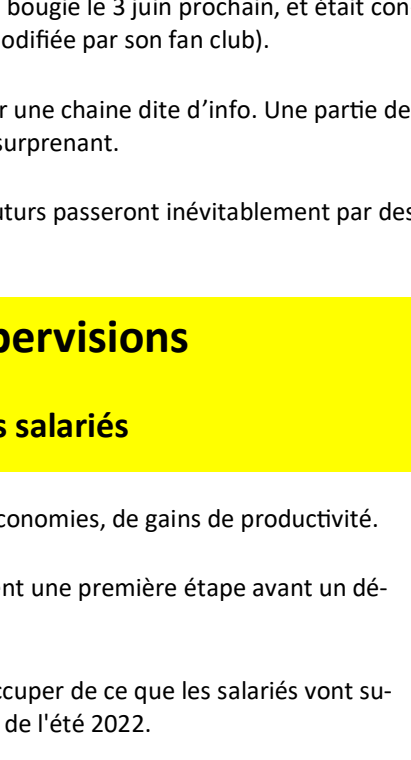 bougie le 3 juin prochain, et était con
odifiée par son fan club).
r une chaine dite d’info. Une partie de
surprenant.
uturs passeront inévitablement par des
pervisions
s salariés
conomies, de gains de productivité.
nt une première étape avant un dé-
ccuper de ce que les salariés vont su-
de l'été 2022.